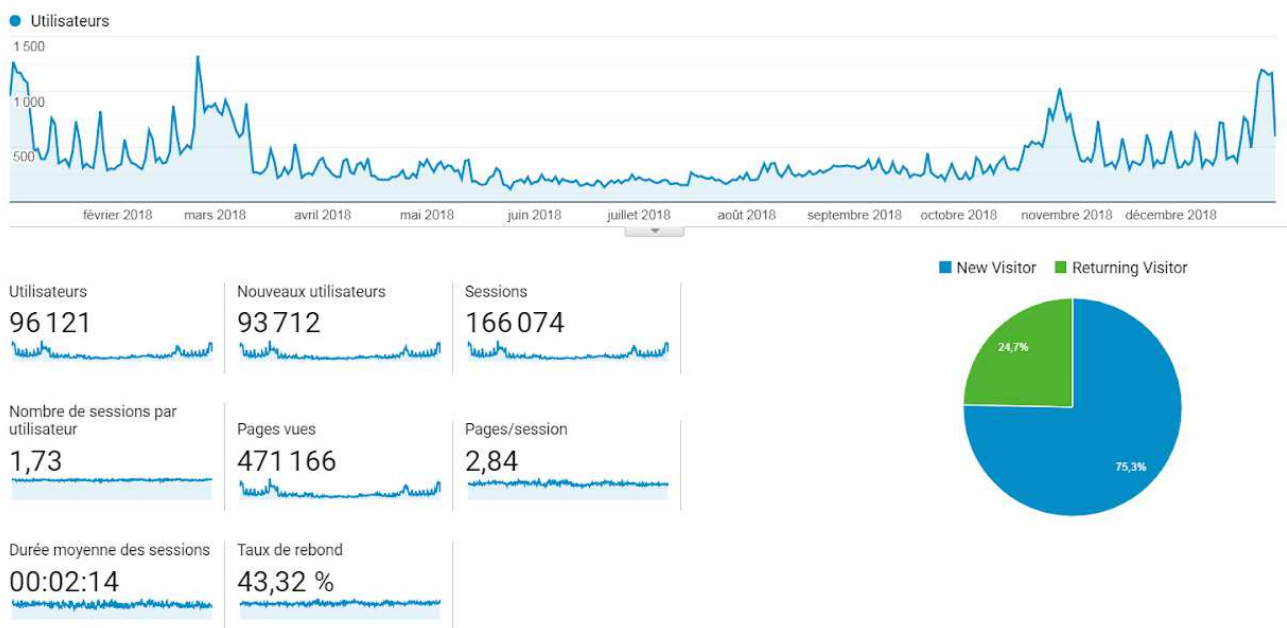 Utilisateurs
1 500
1 000
500
février 2018 mars 2018 avril 2018 mai 2018 juin 2018 juillet 2018 août 2018 septembre 2018 octobre 2018 novembre 2018 décembre 2018
New Visitor Returning Visitor
Utilisateurs
96 121
Nouveaux utilisateurs
93 712
Sessions
166 074
Nombre de sessions par
utilisateur
1,73
Pages vues
471 166
Pages/session
2,84
Durée moyenne des sessions
00:02:14
Taux de rebond
43,32 %
24,7%
75,3%